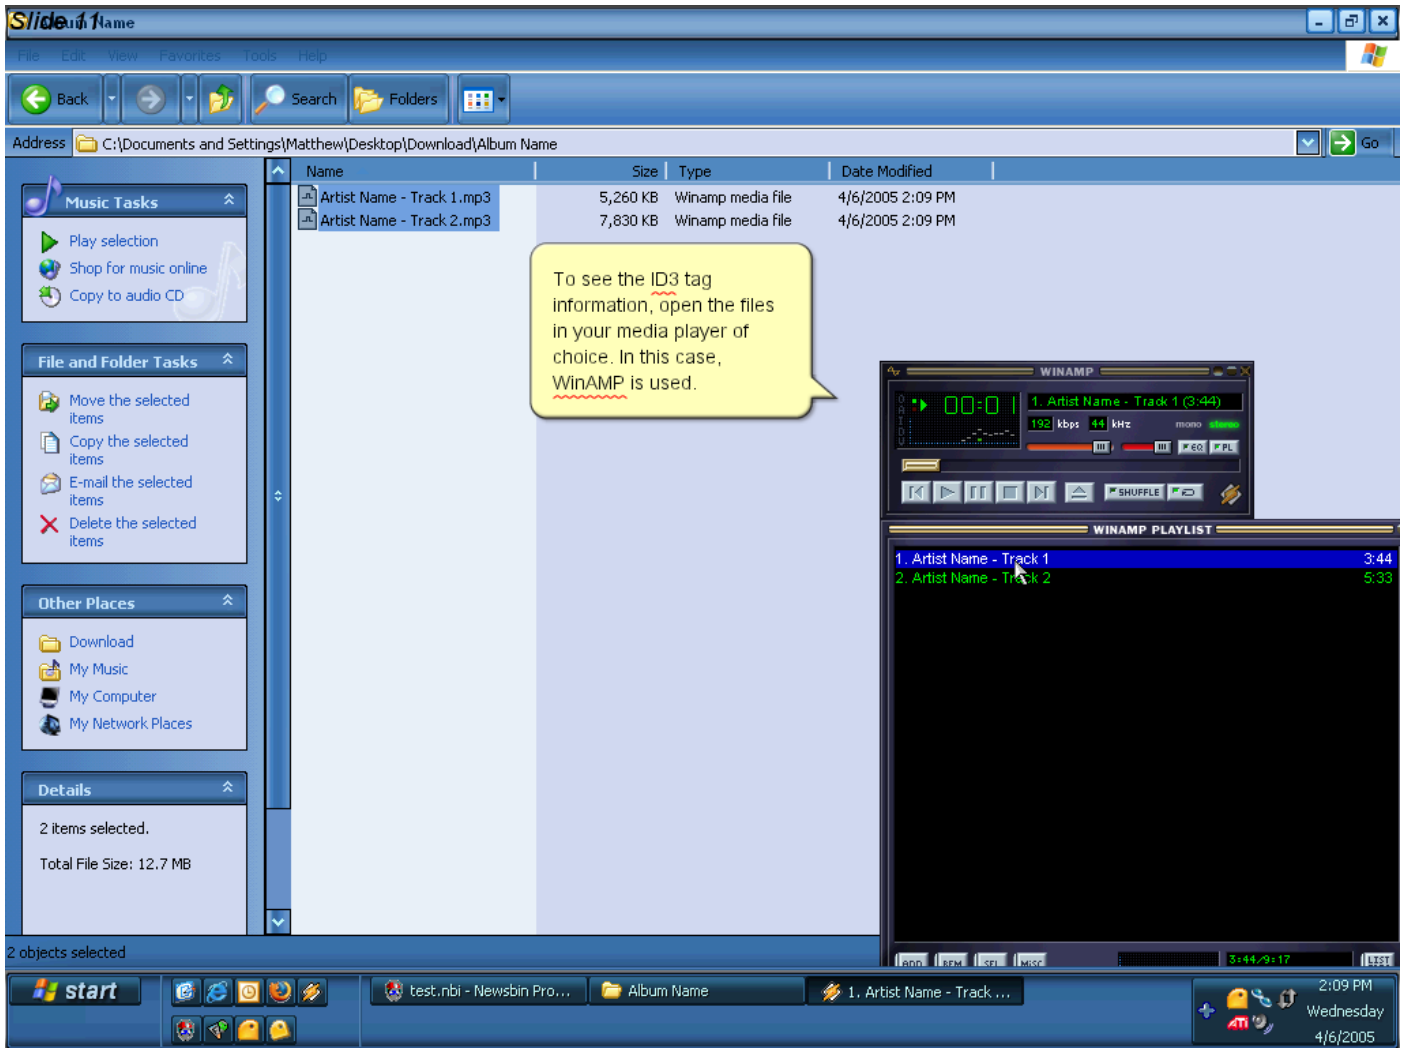 Slide 11
Album Name
File Edit View Favorites Tools Help
Back Search Folders
Address C:\Documents and Settings\Matthew\Desktop\Download\Album Name Go
Name Size Type Date Modified
Artist Name - Track 1.mp3 5,260 KB Winamp media file 4/6/2005 2:09 PM
Artist Name - Track 2.mp3 7,830 KB Winamp media file 4/6/2005 2:09 PM
Music Tasks
Play selection
Shop for music online
Copy to audio CD
File and Folder Tasks
Move the selected
items
Copy the selected
items
E-mail the selected
items
Delete the selected
items
Other Places
Download
My Music
My Computer
My Network Places
Details
2 items selected.
Total File Size: 12.7 MB
To see the ID3 tag
information, open the files
in your media player of
choice. In this case,
WinAMP is used.
WINAMP
00:01
1. Artist Name - Track 1 (3:44)
192 kbps 44 kHz mono stereo
EQ PL
SHUFFLE
WINAMP PLAYLIST
1. Artist Name - Track 1 3:44
2. Artist Name - Track 2 5:33
ADD REM SEL MISC 3:44/9:17 LIST
2 objects selected
start
test.nbi - Newsbin Pro...
Album Name
1. Artist Name - Track ...
ATI
2:09 PM
Wednesday
4/6/2005